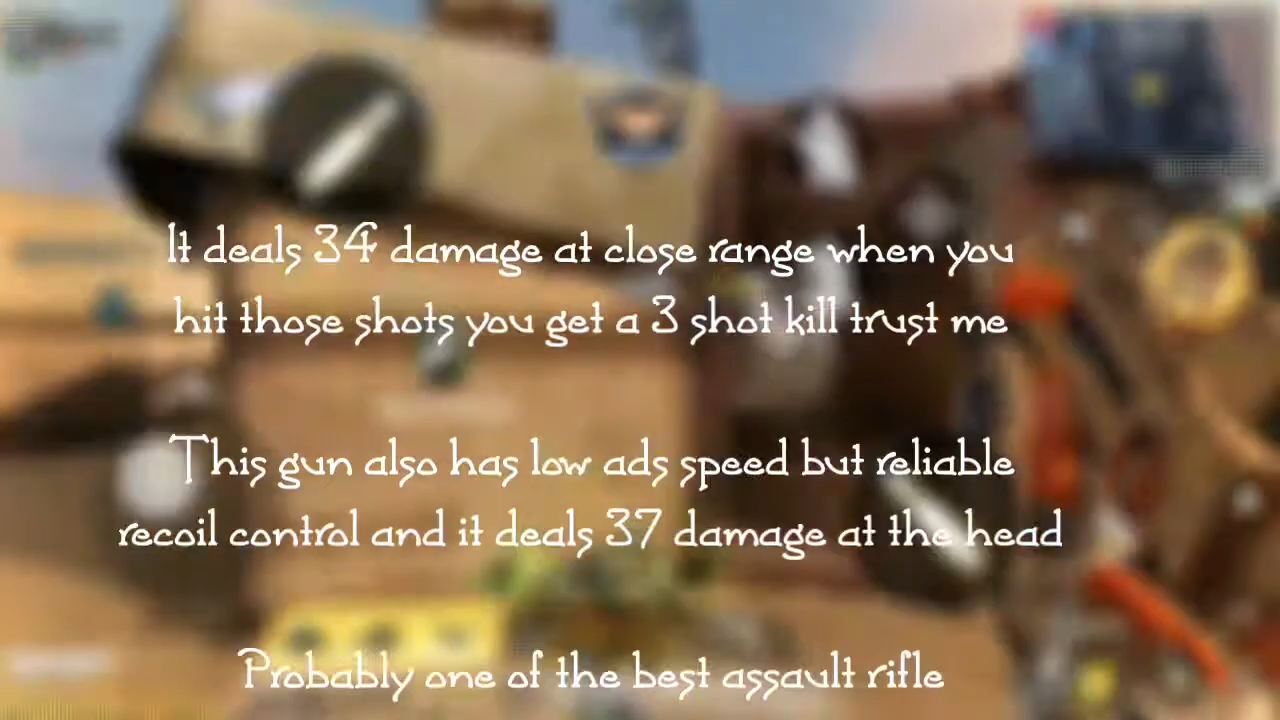 It deals 34 damage at close range when you
hit those shots you get a 3 shot kill trust me
This gun also has low ads speed but reliable
recoil control and it deals 37 damage at the head
Probably one of the best assault rifle